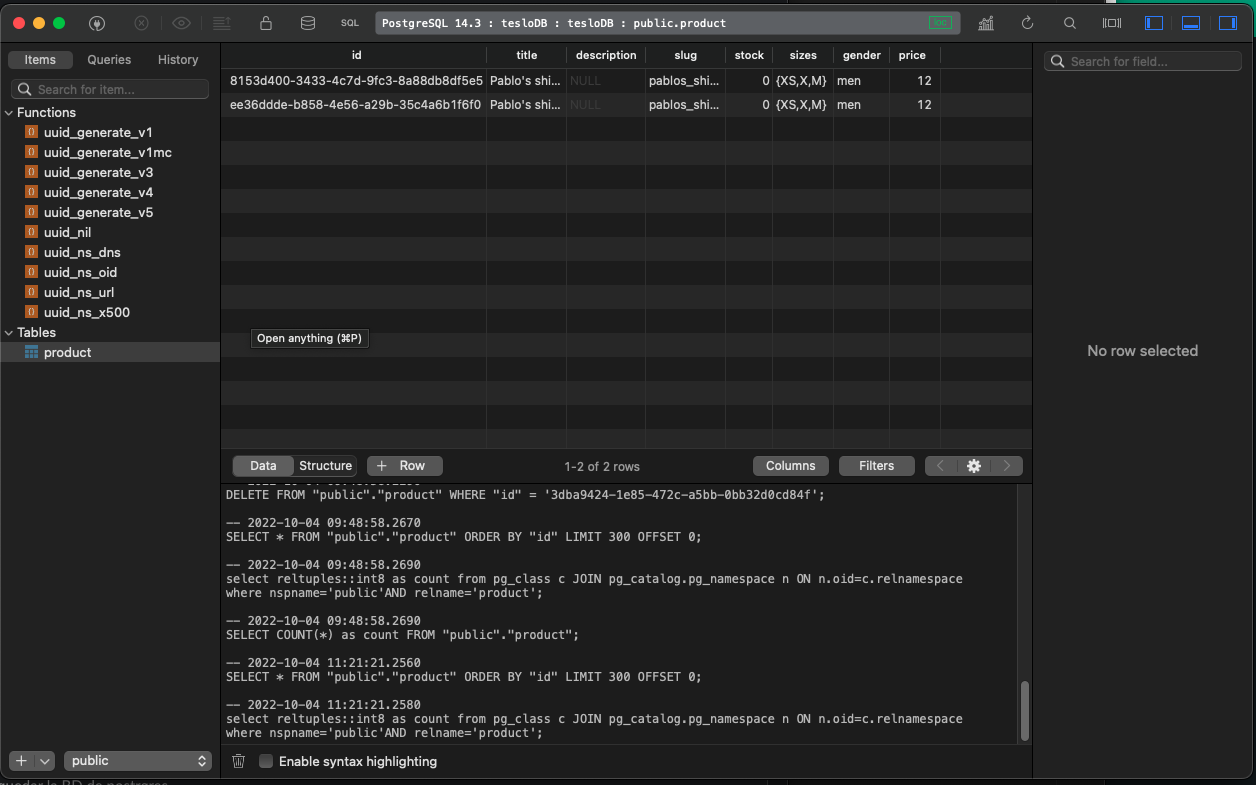 SQL
PostgreSQL 14.3 : tesloDB : tesloDB : public.product
loc
Items Queries History
Search for item...
Functions
uuid_generate_v1
uuid_generate_v1mc
uuid_generate_v3
uuid_generate_v4
uuid_generate_v5
uuid_nil
uuid_ns_dns
uuid_ns_oid
uuid_ns_url
uuid_ns_x500
Tables
product
public
id title description slug stock sizes gender price
8153d400-3433-4c7d-9fc3-8a88db8df5e5 Pablo's shi... NULL pablos_shi... 0 {XS,X,M} men 12
ee36ddde-b858-4e56-a29b-35c4a6b1f6f0 Pablo's shi... NULL pablos_shi... 0 {XS,X,M} men 12
Open anything (⌘P)
Data Structure + Row 1-2 of 2 rows Columns Filters
DELETE FROM "public"."product" WHERE "id" = '3dba9424-1e85-472c-a5bb-0bb32d0cd84f';
-- 2022-10-04 09:48:58.2670
SELECT * FROM "public"."product" ORDER BY "id" LIMIT 300 OFFSET 0;
-- 2022-10-04 09:48:58.2690
select reltuples::int8 as count from pg_class c JOIN pg_catalog.pg_namespace n ON n.oid=c.relnamespace
where nspname='public'AND relname='product';
-- 2022-10-04 09:48:58.2690
SELECT COUNT(*) as count FROM "public"."product";
-- 2022-10-04 11:21:21.2560
SELECT * FROM "public"."product" ORDER BY "id" LIMIT 300 OFFSET 0;
-- 2022-10-04 11:21:21.2580
select reltuples::int8 as count from pg_class c JOIN pg_catalog.pg_namespace n ON n.oid=c.relnamespace
where nspname='public'AND relname='product';
Enable syntax highlighting
Search for field...
No row selected